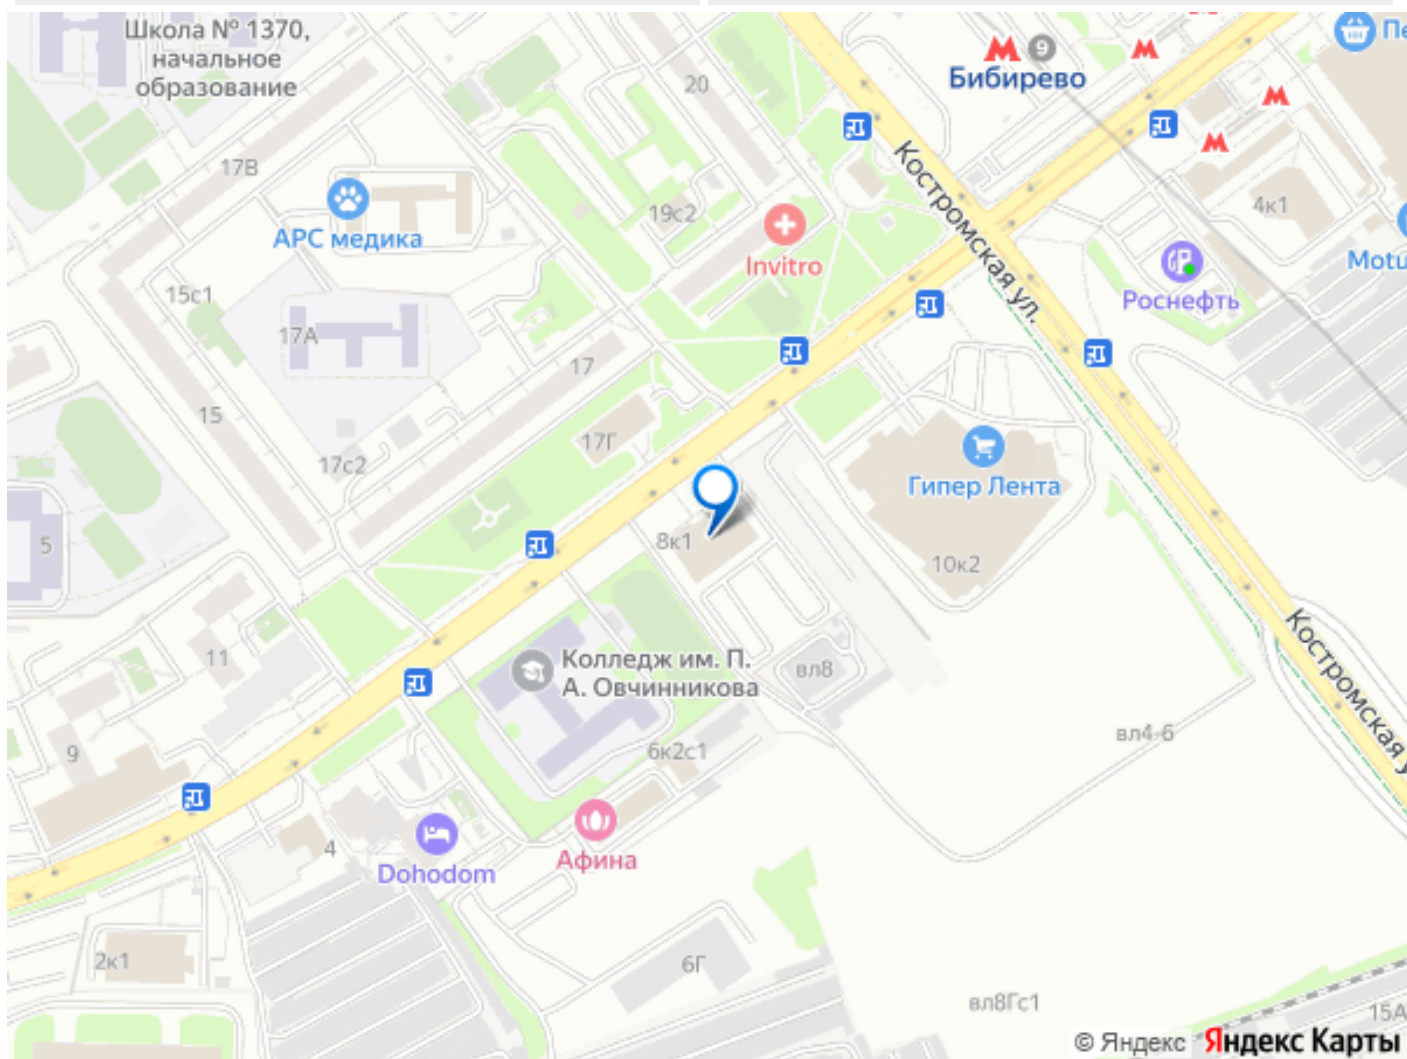 Школа № 1370,
начальное
образование
20
9
Бибирево
Пе
17В
АРС медика
19с2
Invitro
Костромская ул.
4к1
Motu
Роснефть
15с1
17А
17
15
17Г
17с2
Гипер Лента
5
8к1
10к2
11
Колледж им. П.
А. Овчинникова
вл8
Костромская у
9
6к2с1
вл4-6
4
Dohodom
Афина
2к1
6Г
вл8Гс1
15А
© Яндекс Яндекс Карты